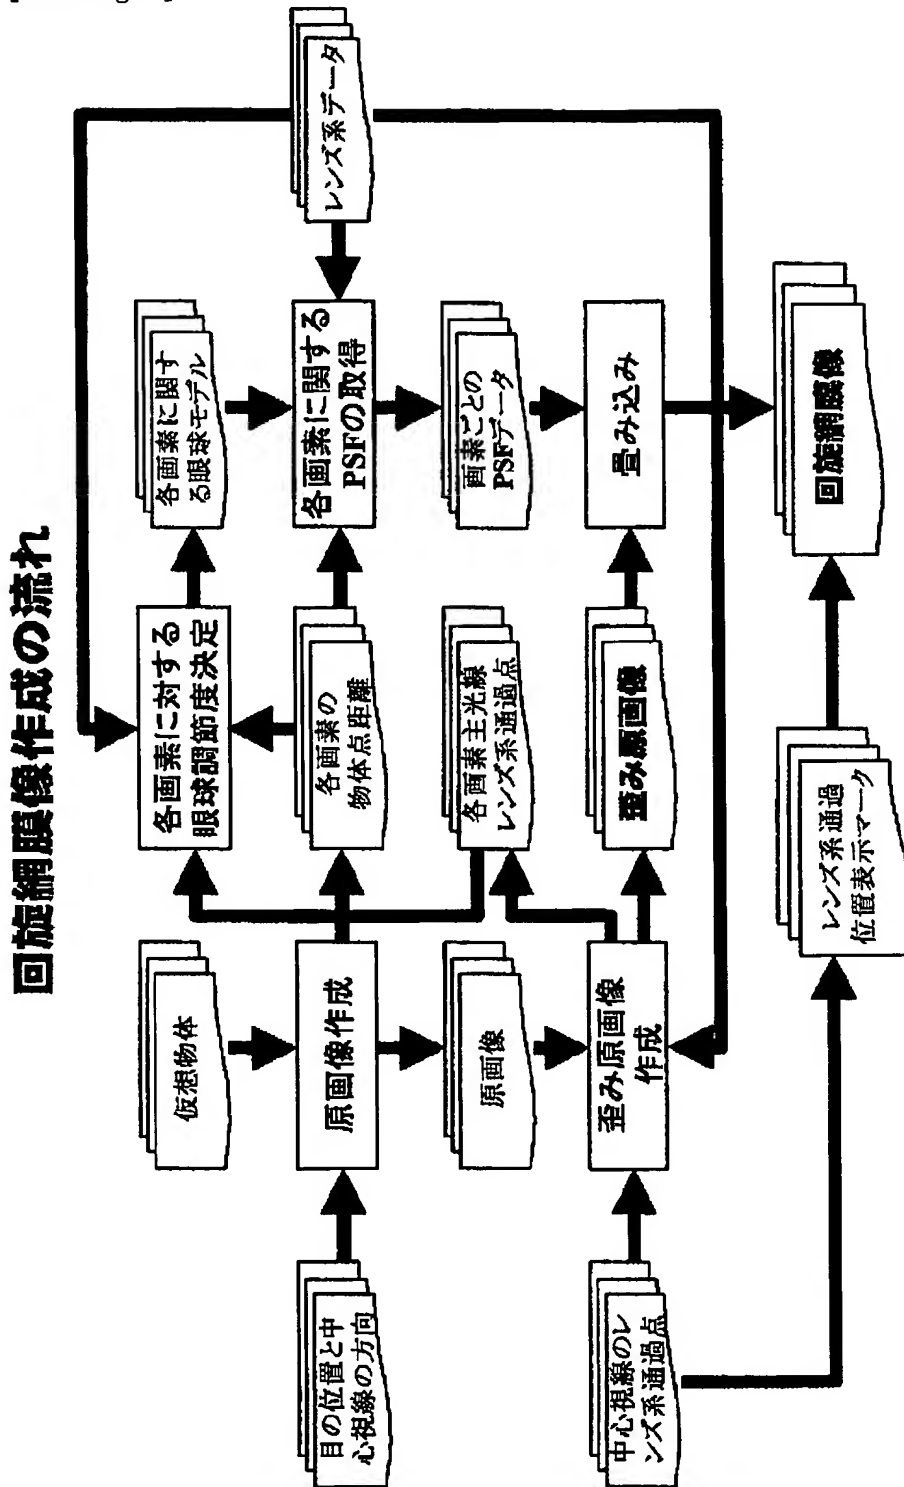 回旋網膜像作成の流れ
仮想物体
各画素に対する
眼球調節度決定
各画素に関す
る眼球モデル
目の位置と中
心視線の方向
原画像作成
各画素の
物体点距離
各画素に関する
PSFの取得
レンズ系データ
原画像
各画素主光線
レンズ系通過点
画素ごとの
PSFデータ
中心視線のレ
ンズ系通過点
歪み原画像
作成
歪み原画像
畳み込み
レンズ系通過
位置表示マーク
回旋網膜像